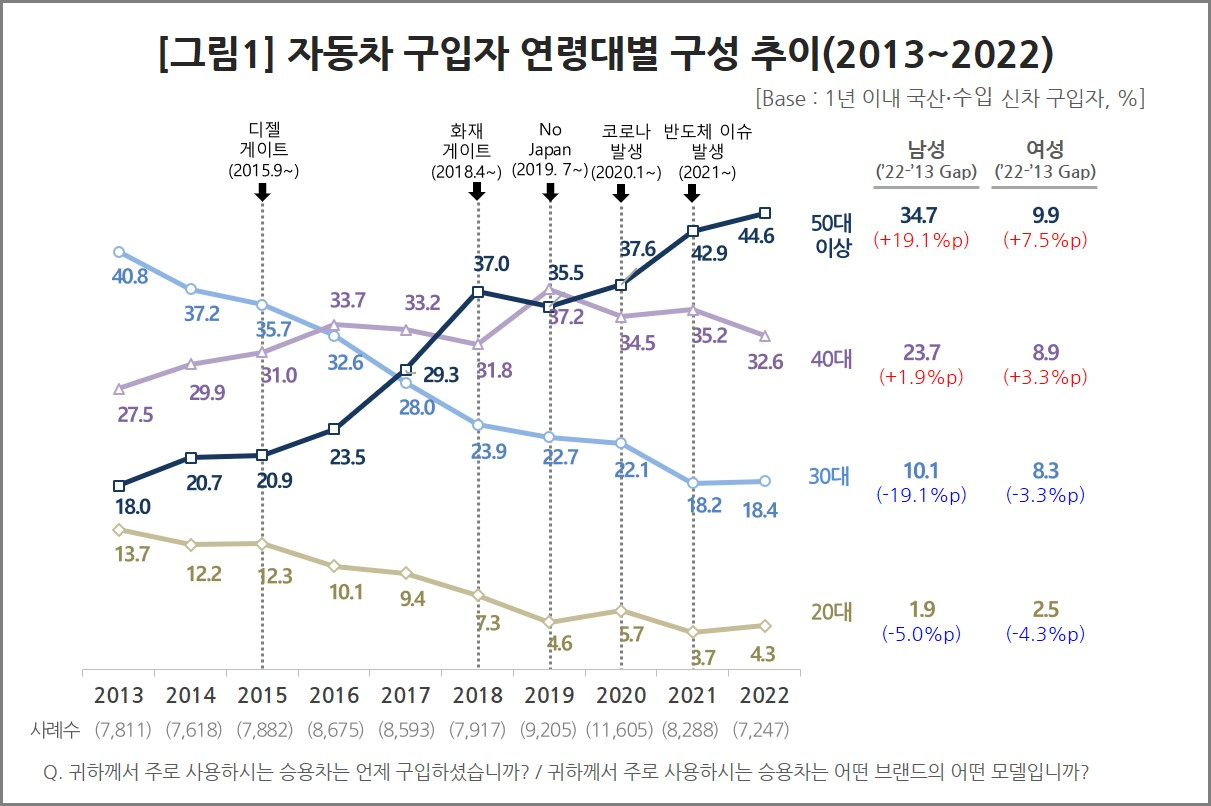 [그림1] 자동차 구입자 연령대별 구성 추이(2013~2022)
[Base : 1년 이내 국산·수입 신차 구입자, %]
디젤
게이트
(2015.9~)
화재
게이트
(2018.4~)
No
Japan
(2019. 7~)
코로나
발생
(2020.1~)
반도체 이슈
발생
(2021~)
남성
('22-'13 Gap)
여성
('22-'13 Gap)
50대
이상
34.7
(+19.1%p)
9.9
(+7.5%p)
40대
23.7
(+1.9%p)
8.9
(+3.3%p)
30대
10.1
(-19.1%p)
8.3
(-3.3%p)
20대
1.9
(-5.0%p)
2.5
(-4.3%p)
18.0 20.7 20.9 23.5 29.3 37.0 35.5 37.6 42.9 44.6
27.5 29.9 31.0 33.7 33.2 31.8 37.2 34.5 35.2 32.6
40.8 37.2 35.7 32.6 28.0 23.9 22.7 22.1 18.2 18.4
13.7 12.2 12.3 10.1 9.4 7.3 4.6 5.7 3.7 4.3
2013 2014 2015 2016 2017 2018 2019 2020 2021 2022
사례수 (7,811) (7,618) (7,882) (8,675) (8,593) (7,917) (9,205) (11,605) (8,288) (7,247)
Q. 귀하께서 주로 사용하시는 승용차는 언제 구입하셨습니까? / 귀하께서 주로 사용하시는 승용차는 어떤 브랜드의 어떤 모델입니까?